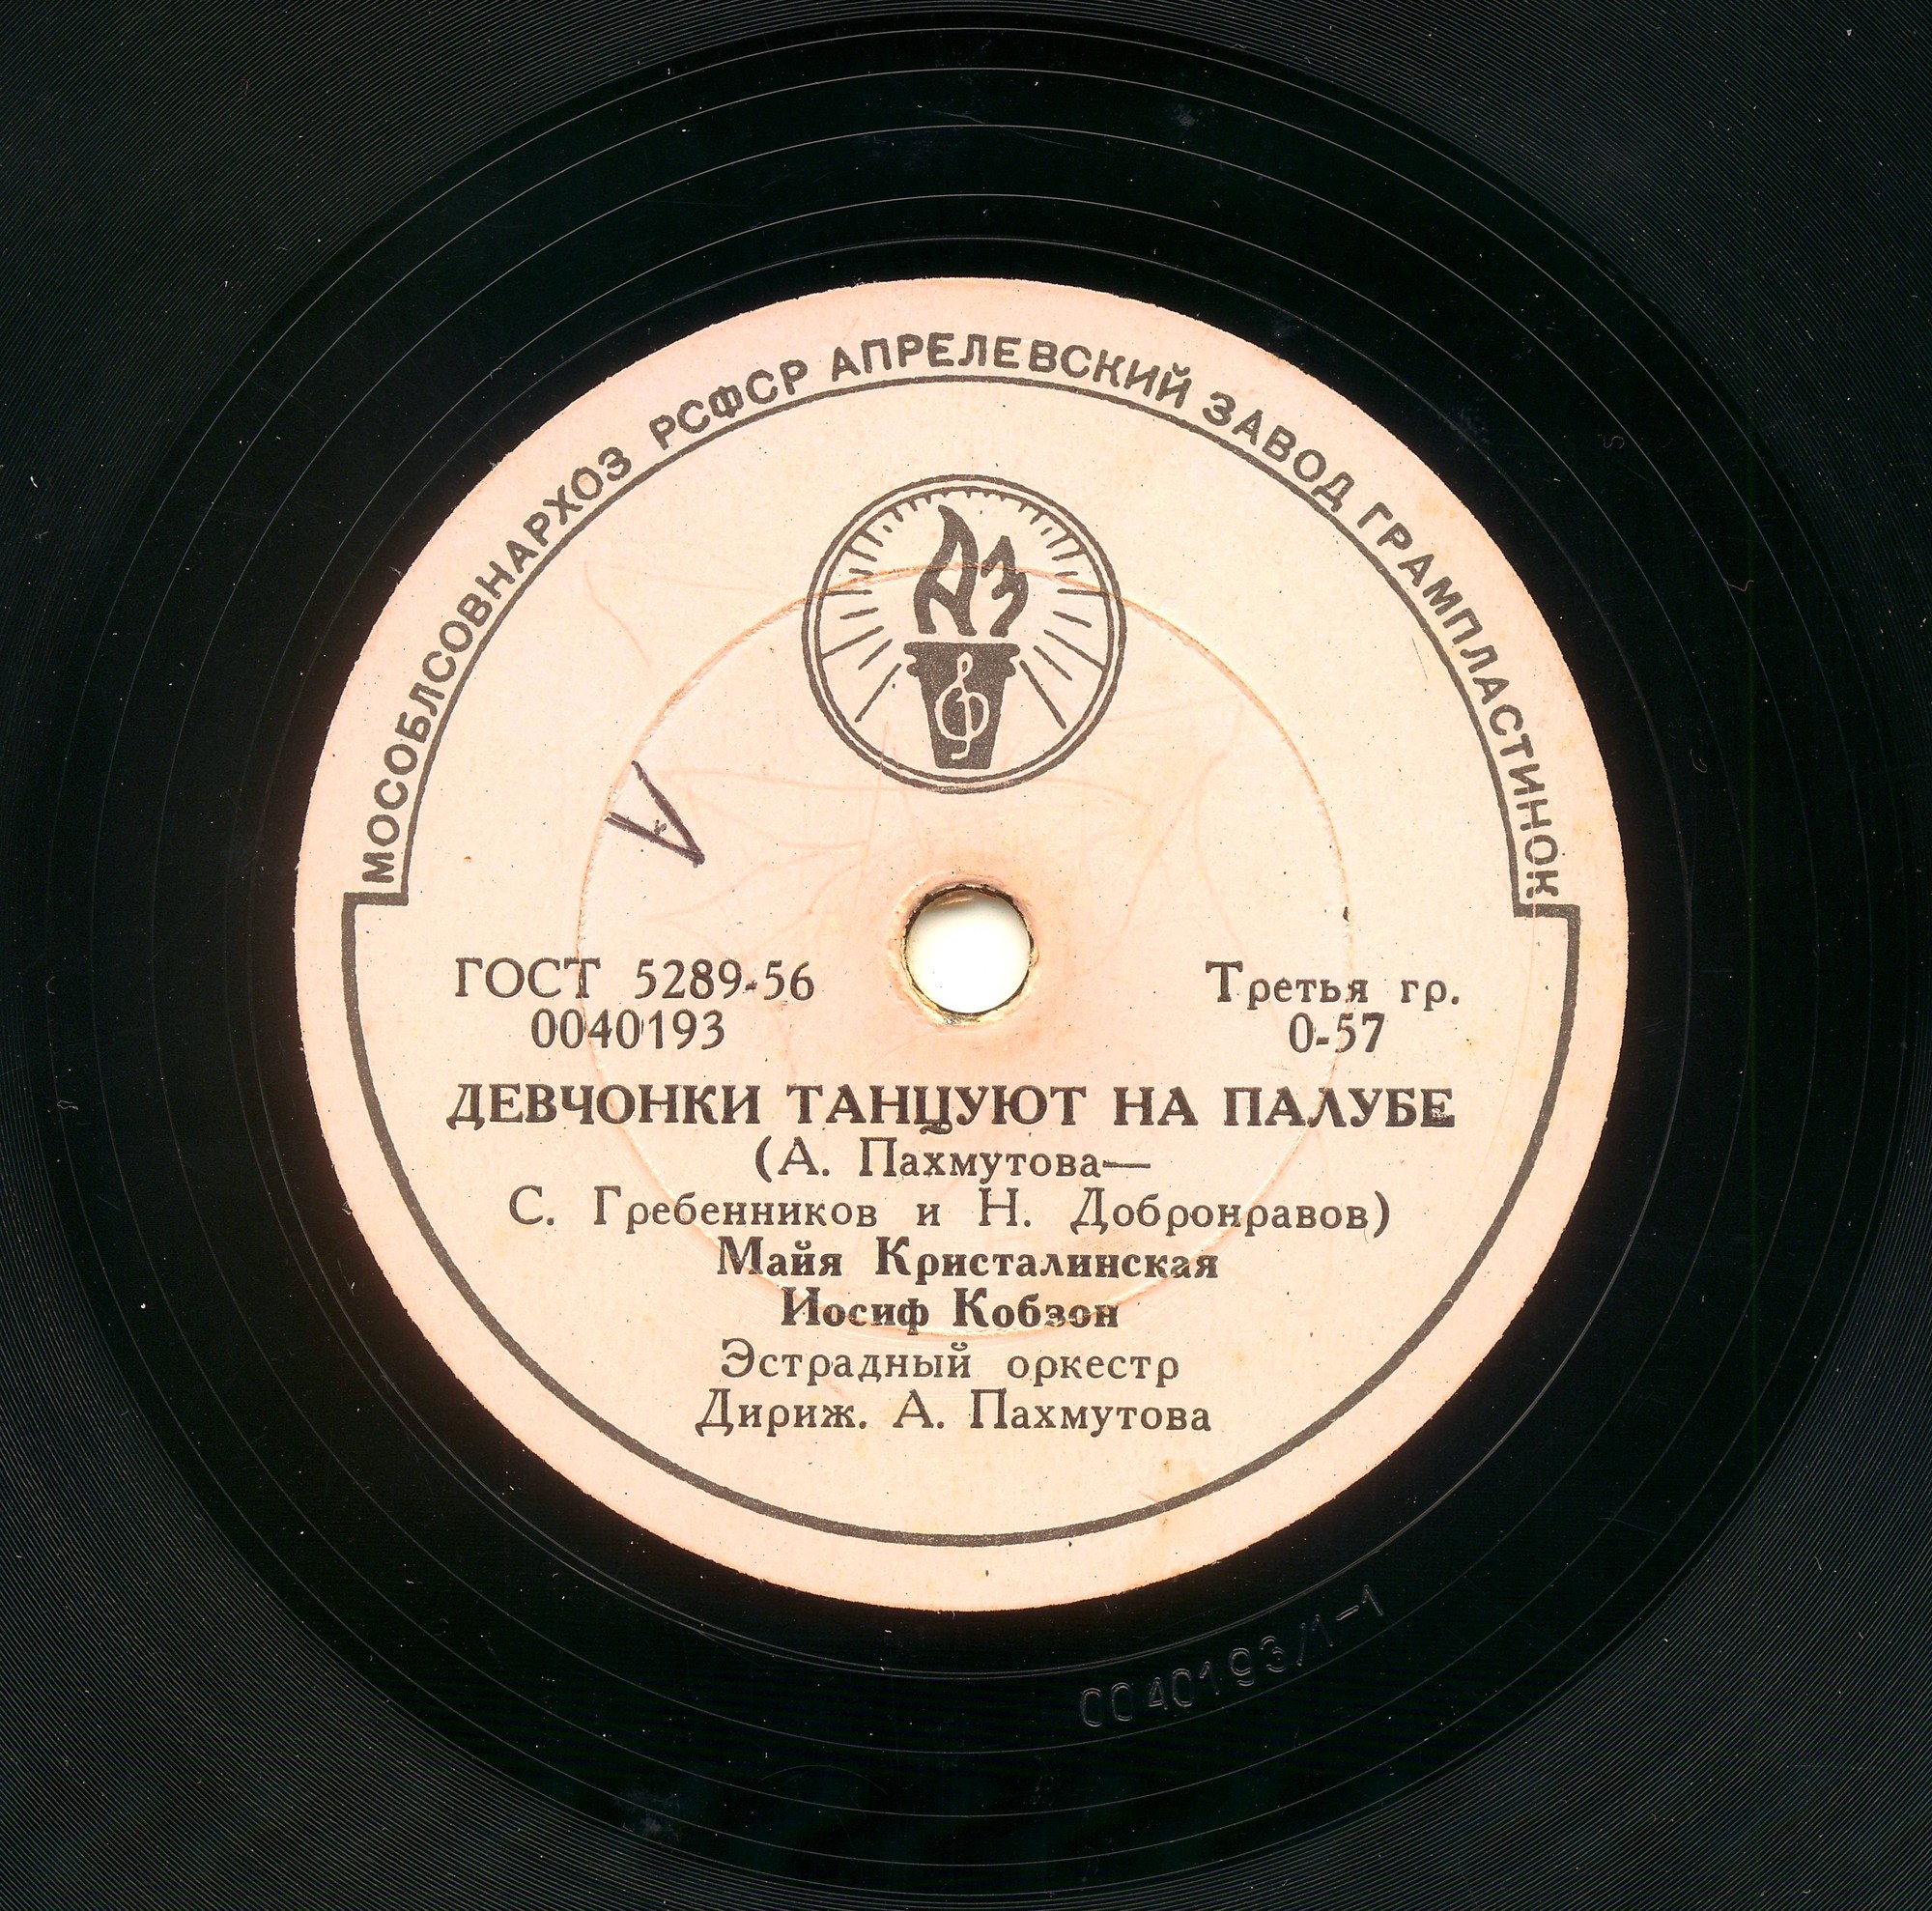 МОСОБЛСОВНАРХОЗ РСФСР АПРЕЛЕВСКИЙ ЗАВОД ГРАМПЛАСТИНОК
АЗ
V
ГОСТ 5289-56
0040193
Третья гр.
0-57
ДЕВЧОНКИ ТАНЦУЮТ НА ПАЛУБЕ
(А. Пахмутова—
С. Гребенников и Н. Добронравов)
Майя Кристалинская
Иосиф Кобзон
Эстрадный оркестр
Дириж. А. Пахмутова
0040193/1-1